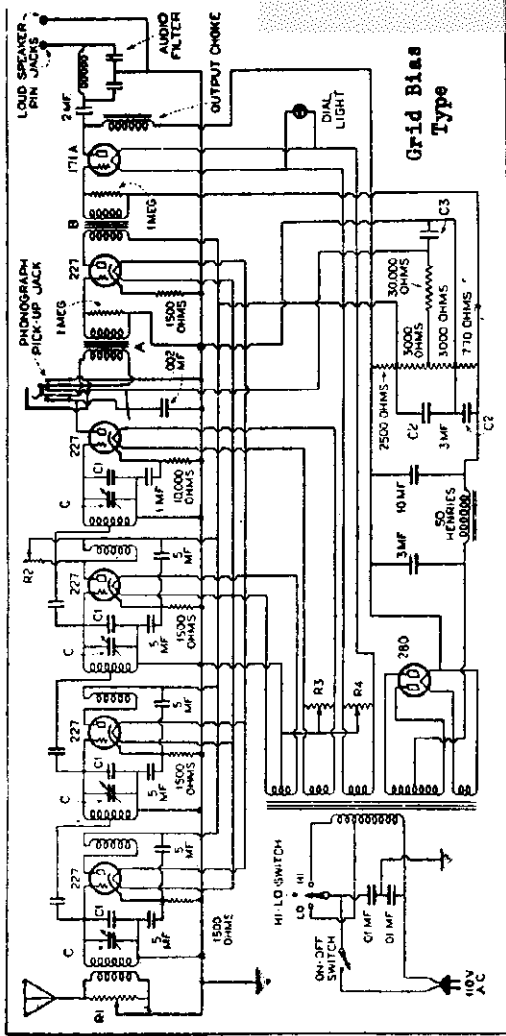 LOUD SPEAKER
PIN JACKS
AUDIO
FILTER
2 MF
OUTPUT CHOKE
171A
DIAL
LIGHT
Grid Bias
Type
1 MEG
B
227
PHONOGRAPH
PICK-UP JACK
1 MEG
1500
OHMS
A
.002
MF
C3
30,000
OHMS
3000
OHMS
3000 OHMS
770 OHMS
2500 OHMS
C2
3 MF
C2
10 MF
50
HENRIES
3 MF
280
227
C
C1
1 MF
10,000
OHMS
R2
227
C
C1
.5
MF
.5
MF
1500
OHMS
227
C
C1
.5
MF
.5
MF
1500
OHMS
227
C
C1
.5
MF
.5
MF
1500
OHMS
R1
R3
R4
HI-LO SWITCH
HI
LO
ON-OFF
SWITCH
01 MF
01 MF
110V
A C